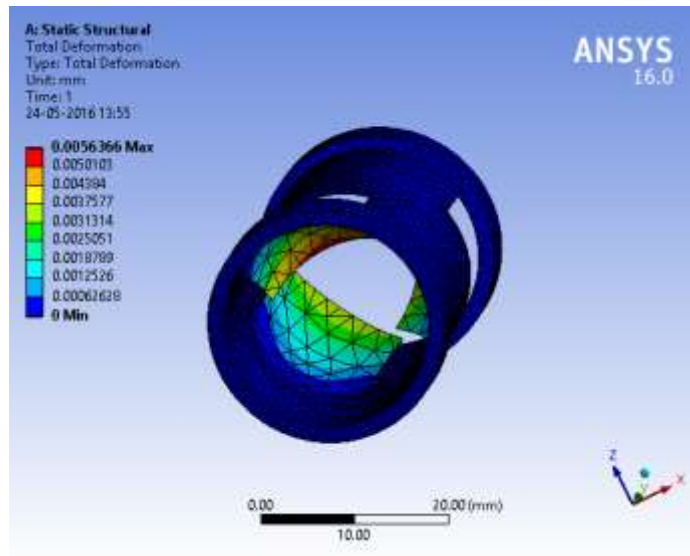 A: Static Structural
Total Deformation
Type: Total Deformation
Unit: mm
Time: 1
24-05-2016 13:55
ANSYS
16.0
0.0056366 Max
0.0050103
0.004384
0.0037577
0.0031314
0.0025051
0.0018789
0.0012526
0.00062628
0 Min
Z
X
Y
0.00
20.00 (mm)
10.00